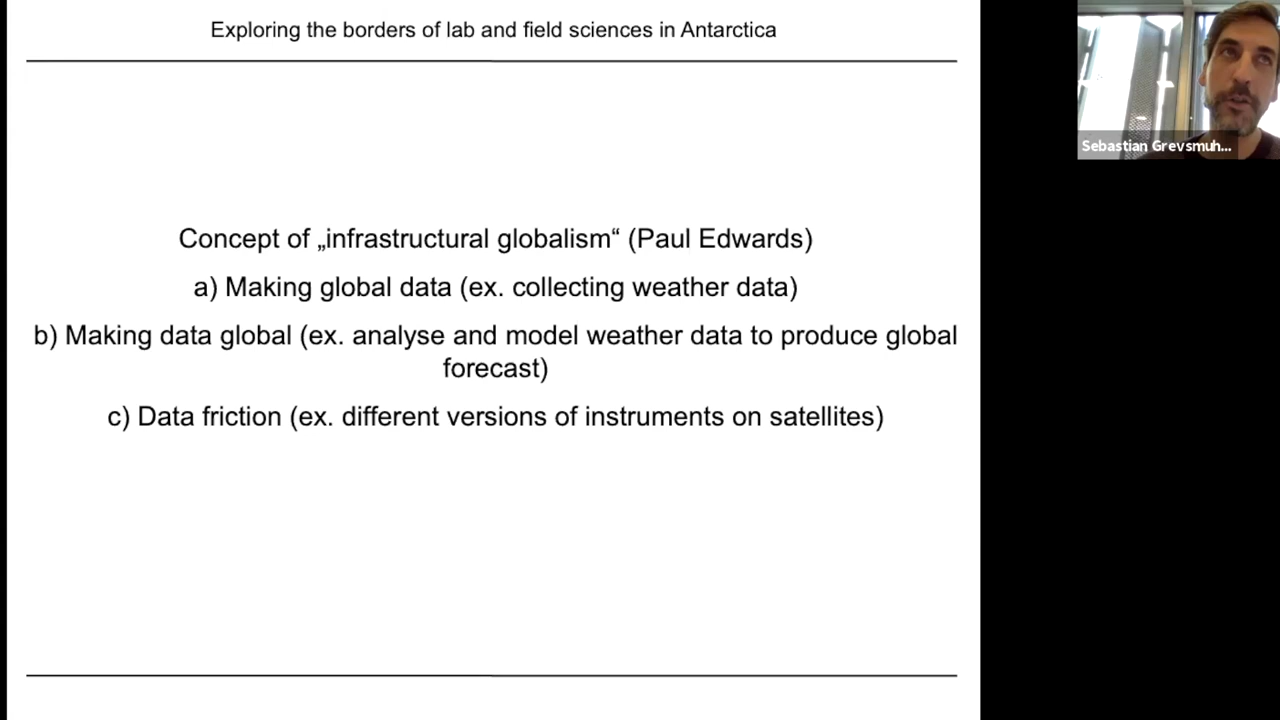 Exploring the borders of lab and field sciences in Antarctica
Concept of „infrastructural globalism“ (Paul Edwards)
a) Making global data (ex. collecting weather data)
b) Making data global (ex. analyse and model weather data to produce global
forecast)
c) Data friction (ex. different versions of instruments on satellites)
Sebastian Grevsmuh...